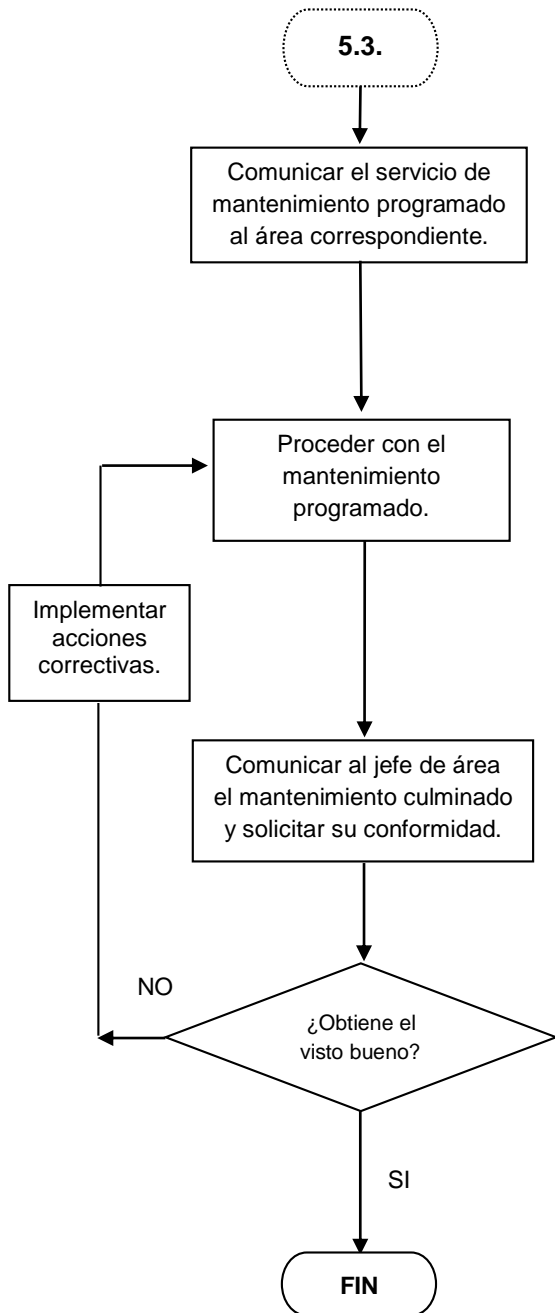 5.3.
Comunicar el servicio de
mantenimiento programado
al área correspondiente.
Proceder con el
mantenimiento
programado.
Implementar
acciones
correctivas.
Comunicar al jefe de área
el mantenimiento culminado
y solicitar su conformidad.
NO
¿Obtiene el
visto bueno?
SI
FIN